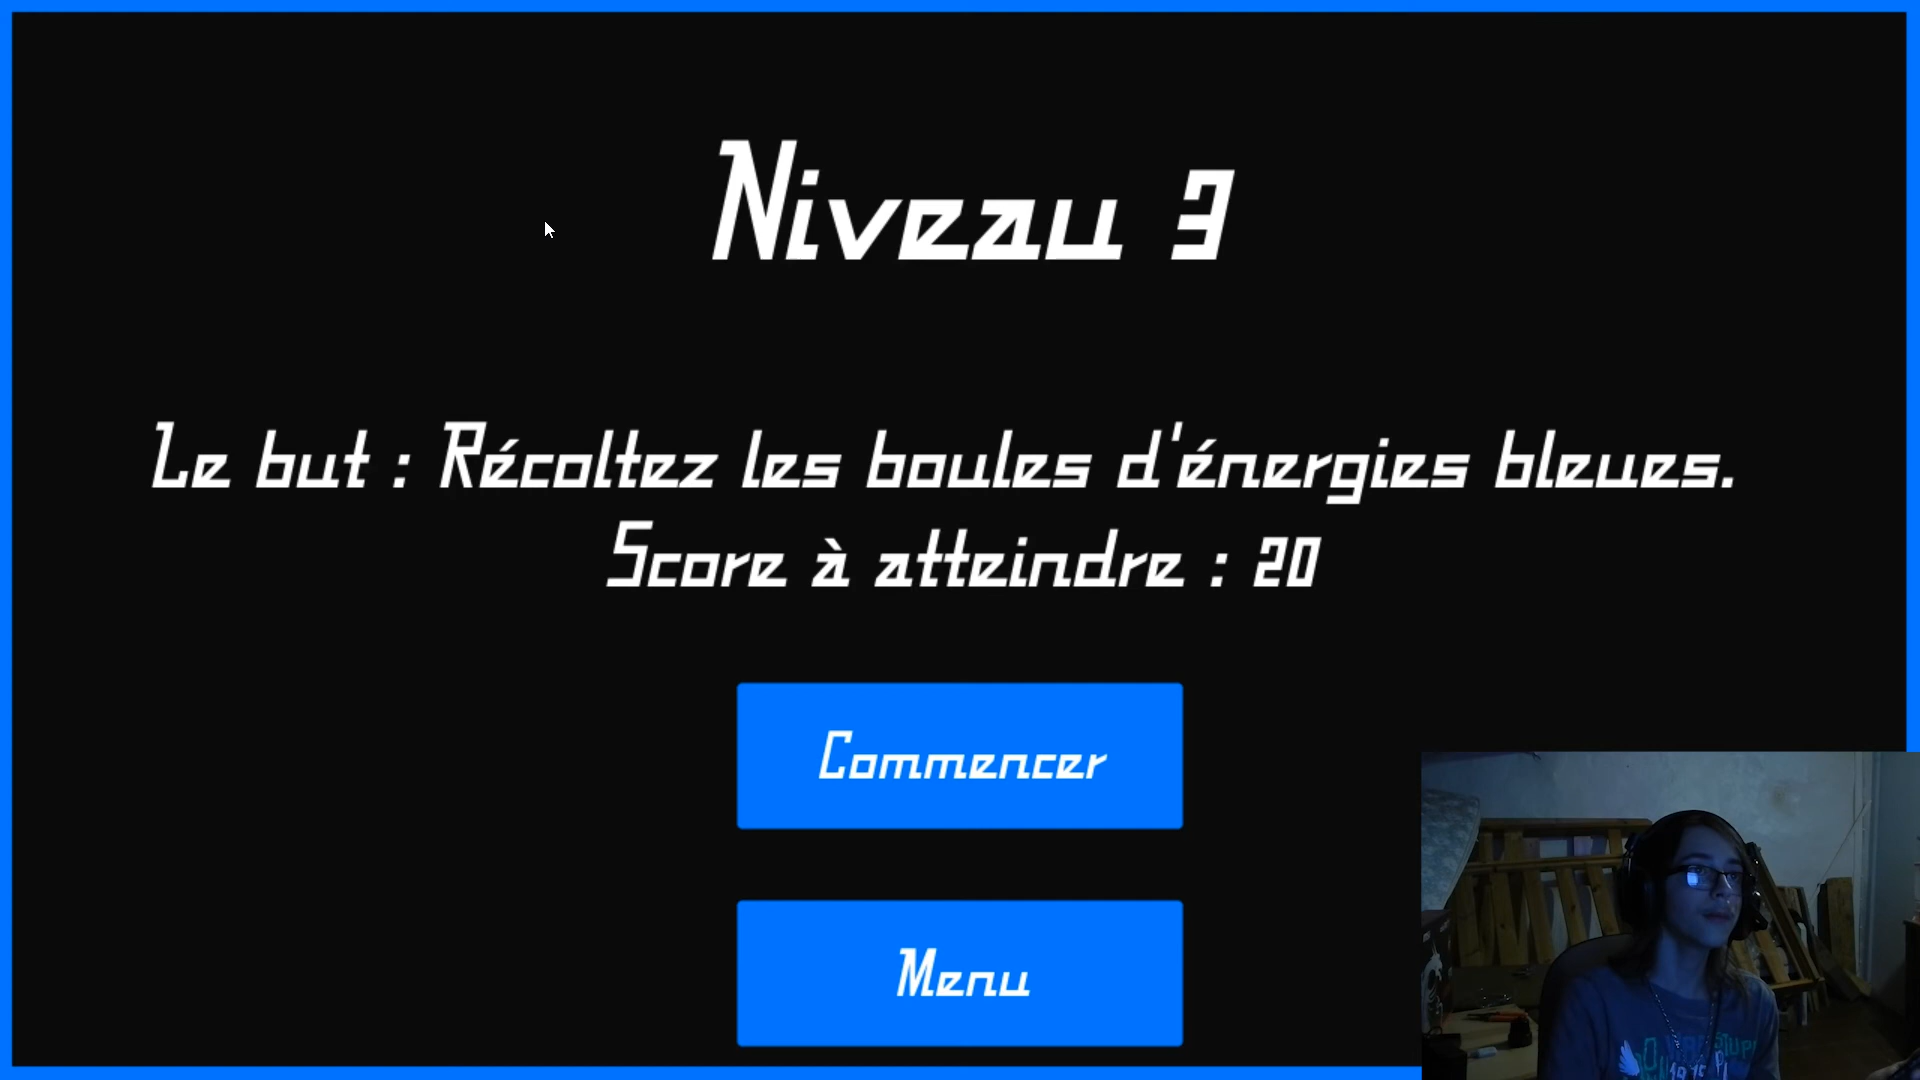 Niveau 3
Le but : Récoltez les boules d'énergies bleues.
Score à atteindre : 20
Commencer
Menu